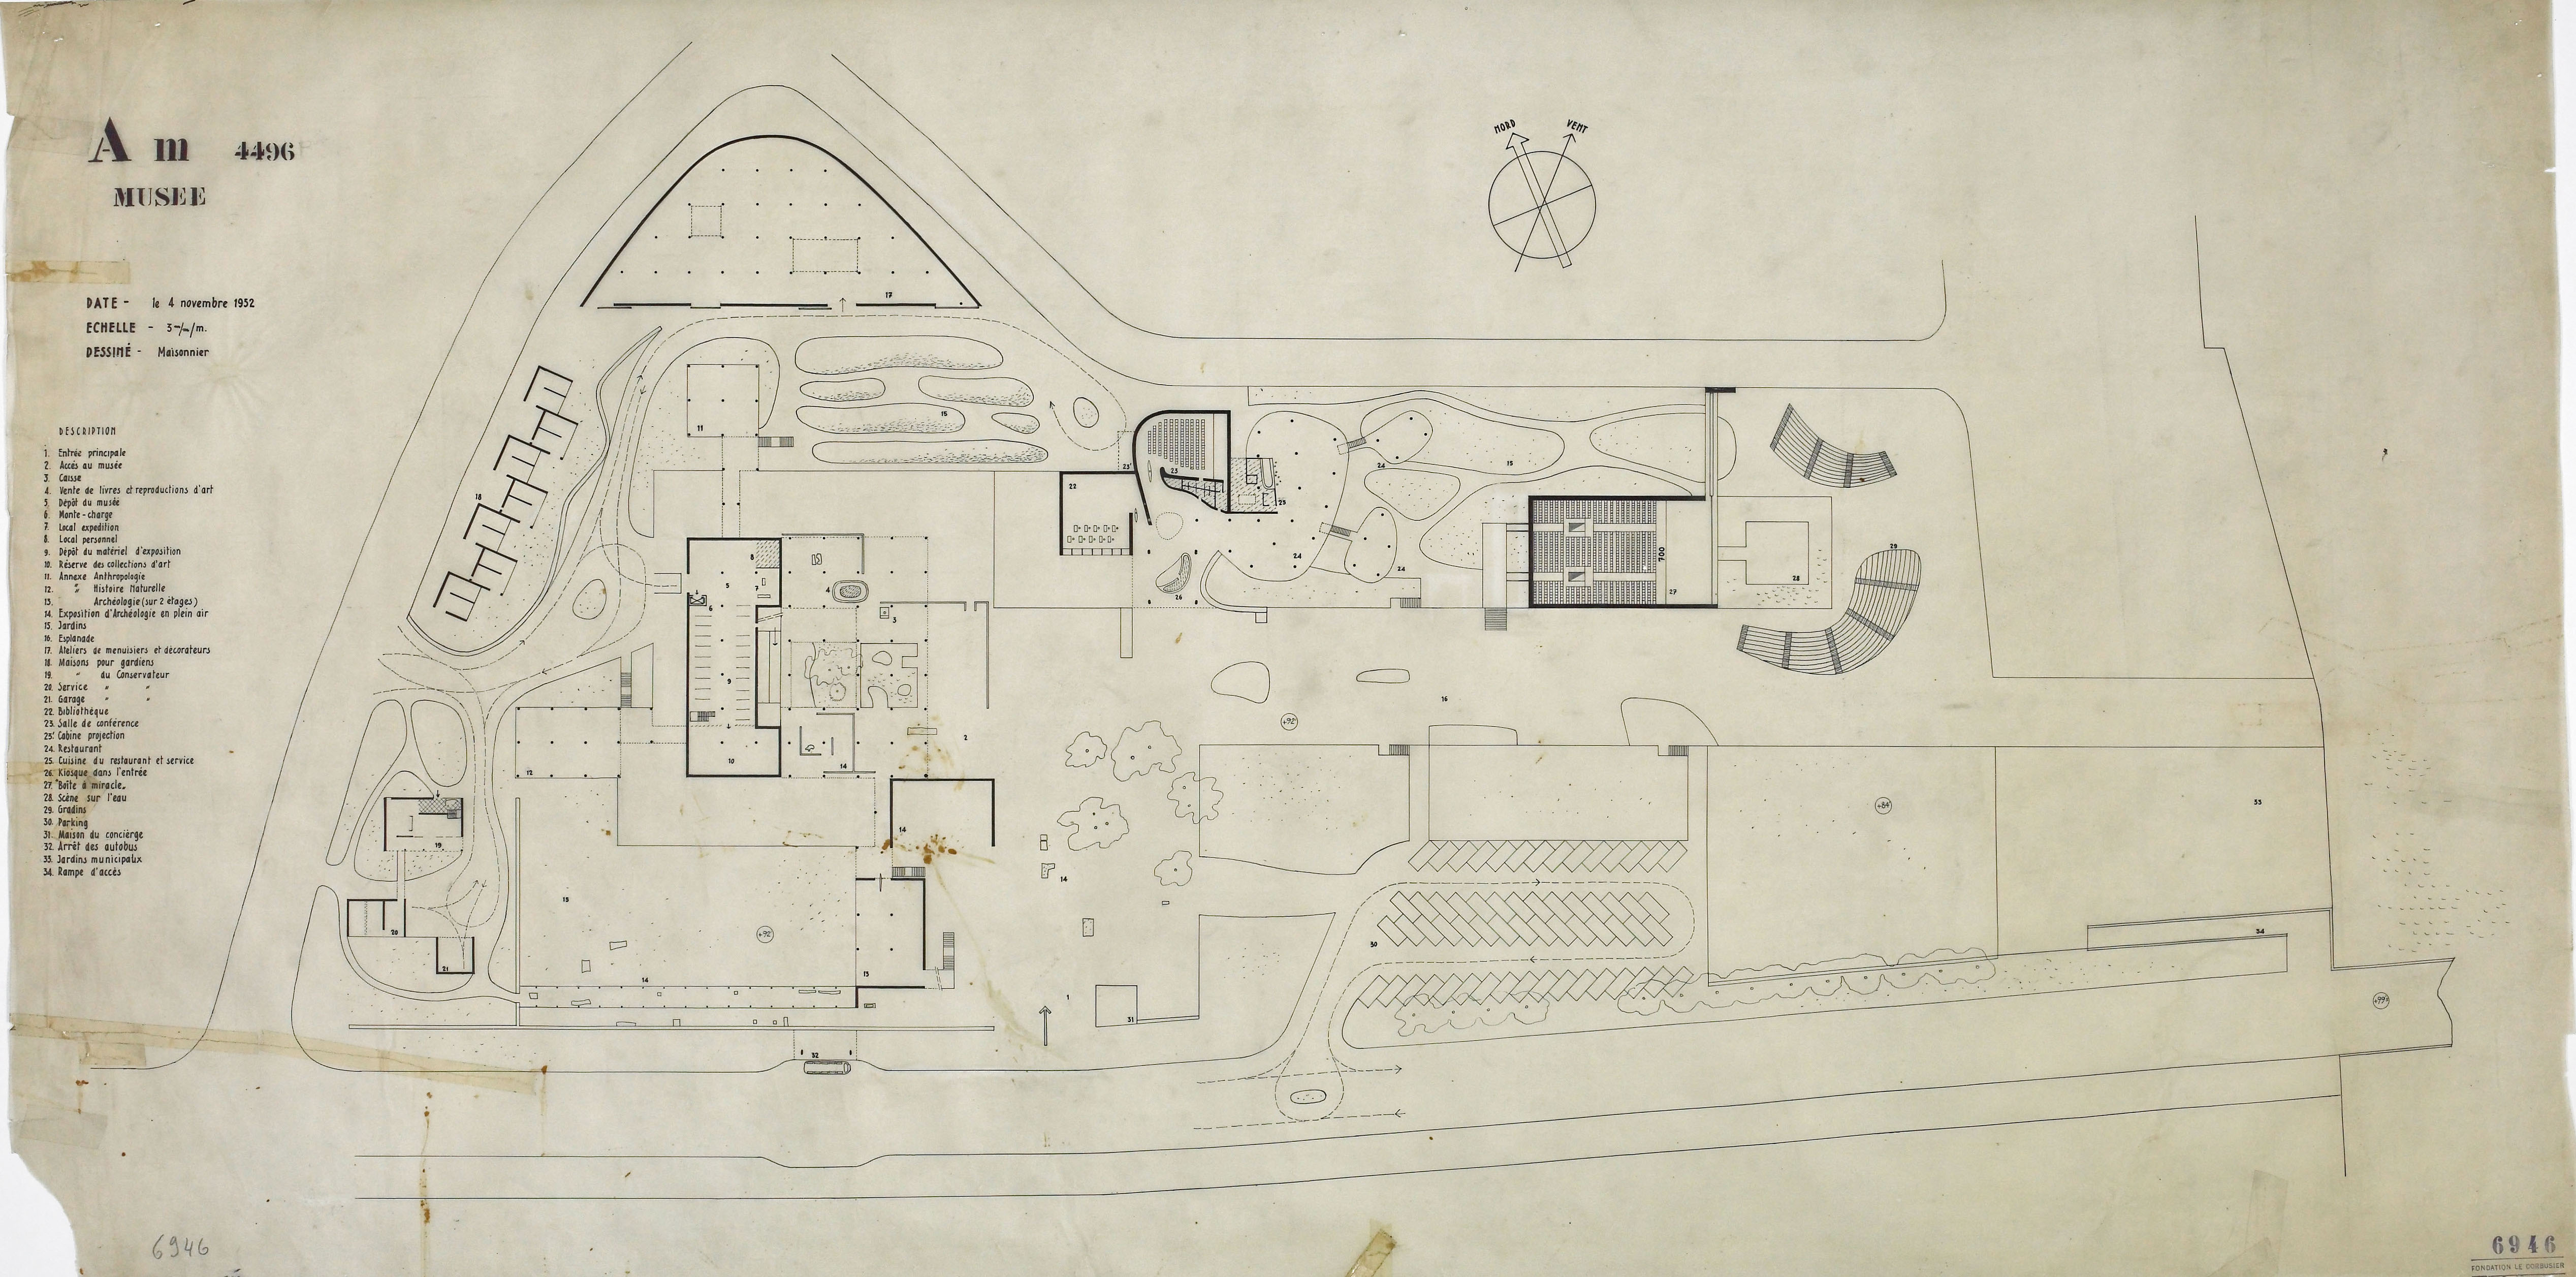 A m 4496
MUSEE
DATE - le 4 novembre 1952
ECHELLE - 3 m/m/m.
DESSINÉ - Maisonnier
DESCRIPTION
1. Entrée principale
2. Accès au musée
3. Caisse
4. Vente de livres et reproductions d'art
5. Dépôt du musée
6. Monte-charge
7. Local expedition
8. Local personnel
9. Dépôt du matériel d'exposition
10. Réserve des collections d'art
11. Annexe Anthropologie
12. " Histoire Naturelle
13. Archéologie (sur 2 étages)
14. Exposition d'Archéologie en plein air
15. Jardins
16. Esplanade
17. Ateliers de menuisiers et décorateurs
18. Maisons pour gardiens
19. " du Conservateur
20. Service " "
21. Garage " "
22. Bibliothèque
23. Salle de conférence
23' Cabine projection
24. Restaurant
25. Cuisine du restaurant et service
26. Kiosque dans l'entrée
27. "Boîte à miracle"
28. Scène sur l'eau
29. Gradins
30. Parking
31. Maison du concièrge
32. Arrêt des autobus
33. Jardins municipaux
34. Rampe d'accès
NORD VENT
17
11
15
18
22
23'
23
25
24
24
24
26
15
700
27
28
29
8
5
7
6
4
3
9
10
14
2
12
16
+92
+84
33
14
19
20
21
13
+92
14
13
14
1
31
30
34
+99
32
6946
6946
FONDATION LE CORBUSIER